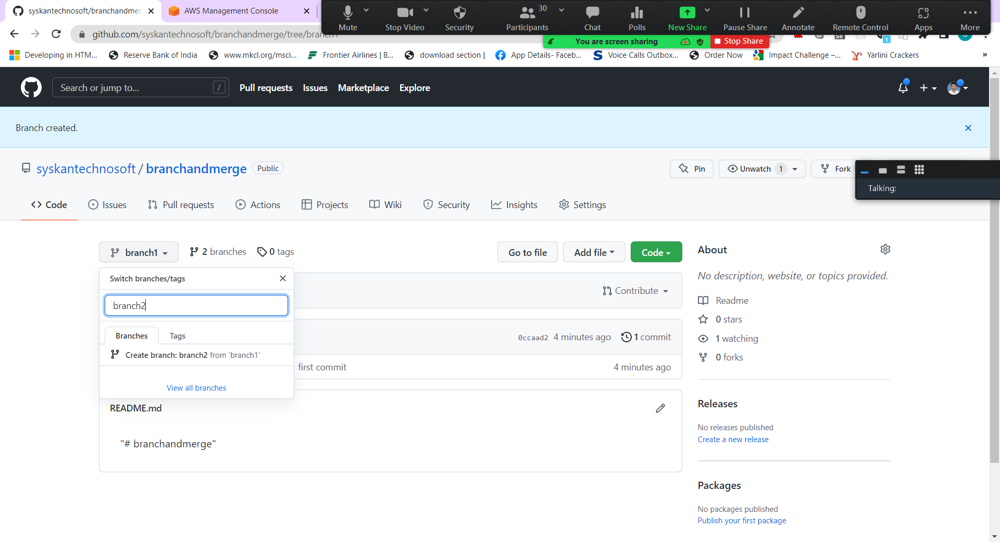 syskantechnosoft/branchandmer
AWS Management Console
Mute
Stop Video
Security
30
Participants
Chat
Polls
New Share
Pause Share
Annotate
Remote Control
Apps
More
github.com/syskantechnosoft/branchandmerge/tree/branch1
You are screen sharing
Stop Share
Se
1
Developing in HTM...
Reserve Bank of India
www.mkcl.org/msci...
Frontier Airlines | B...
download section |
App Details- Faceb...
Voice Calls Outbox...
Order Now
Impact Challenge –...
Yarlini Crackers
»
Search or jump to...
/
Pull requests
Issues
Marketplace
Explore
Branch created.
syskantechnosoft / branchandmerge
Public
Pin
Unwatch 1
Fork
Talking:
Code
Issues
Pull requests
Actions
Projects
Wiki
Security
Insights
Settings
branch1
2 branches
0 tags
Go to file
Add file
Code
Switch branches/tags
branch2
Branches
Tags
Create branch: branch2 from ‘branch1’
View all branches
Contribute
0ccaad2 4 minutes ago
1 commit
first commit
4 minutes ago
README.md
"# branchandmerge"
About
No description, website, or topics provided.
Readme
0 stars
1 watching
0 forks
Releases
No releases published
Create a new release
Packages
No packages published
Publish your first package